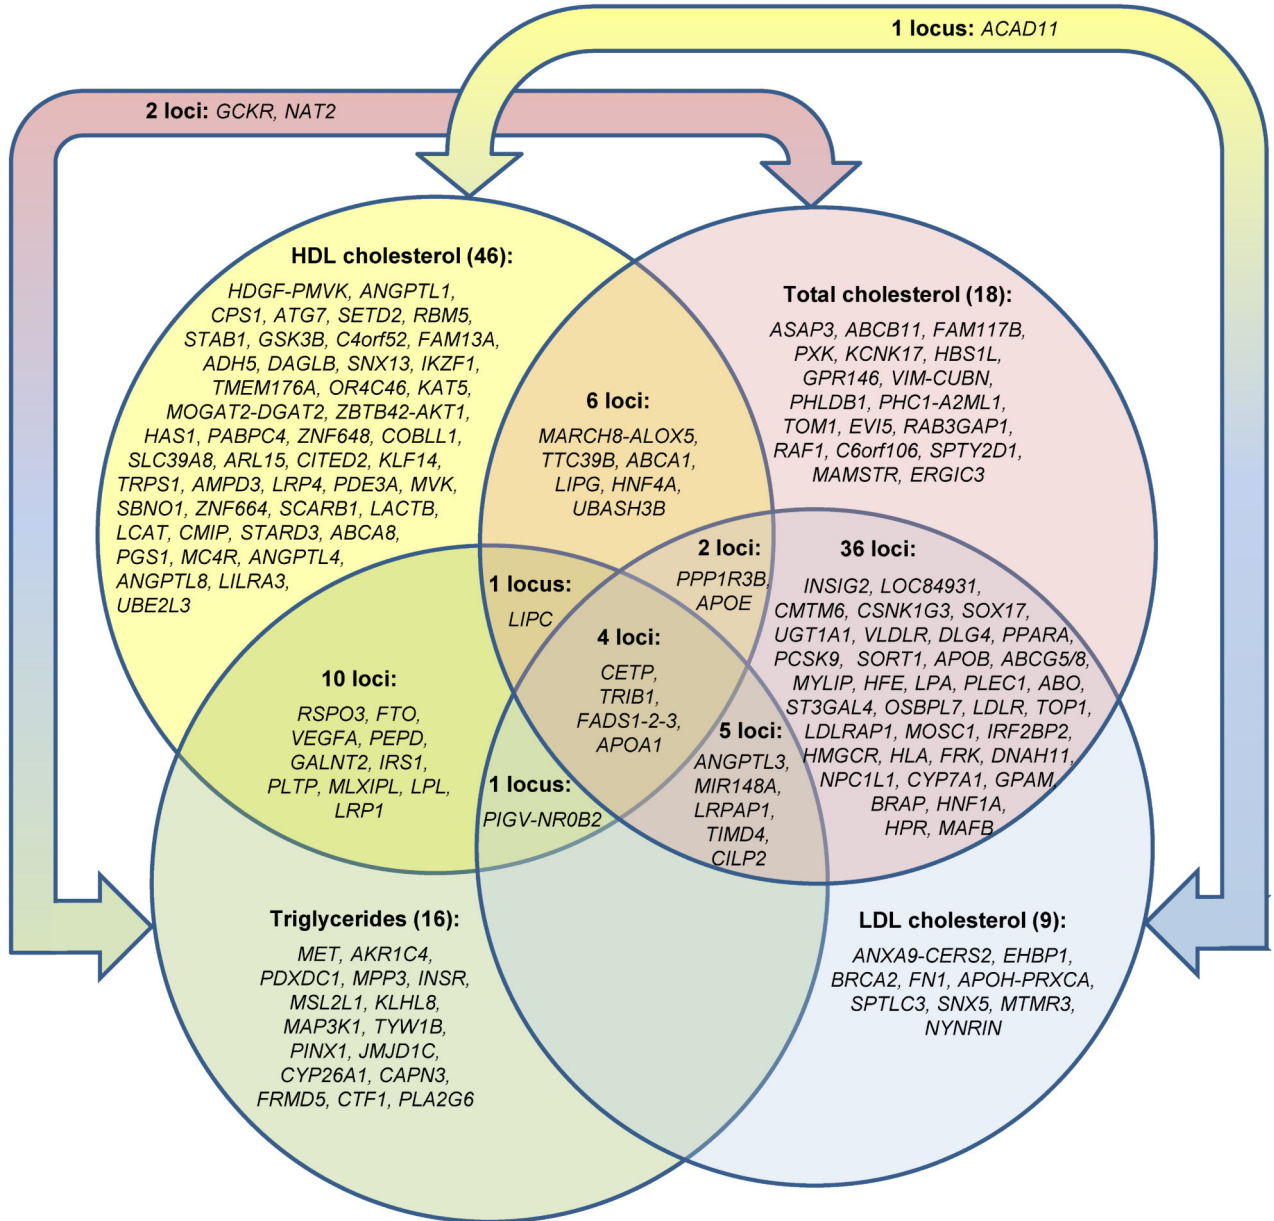 1 locus: ACAD11
2 loci: GCKR, NAT2
HDL cholesterol (46):
HDGF-PMVK, ANGPTL1,
CPS1, ATG7, SETD2, RBM5,
STAB1, GSK3B, C4orf52, FAM13A,
ADH5, DAGLB, SNX13, IKZF1,
TMEM176A, OR4C46, KAT5,
MOGAT2-DGAT2, ZBTB42-AKT1,
HAS1, PABPC4, ZNF648, COBLL1,
SLC39A8, ARL15, CITED2, KLF14,
TRPS1, AMPD3, LRP4, PDE3A, MVK,
SBNO1, ZNF664, SCARB1, LACTB,
LCAT, CMIP, STARD3, ABCA8,
PGS1, MC4R, ANGPTL4,
ANGPTL8, LILRA3,
UBE2L3
Total cholesterol (18):
ASAP3, ABCB11, FAM117B,
PXK, KCNK17, HBS1L,
GPR146, VIM-CUBN,
PHLDB1, PHC1-A2ML1,
TOM1, EVI5, RAB3GAP1,
RAF1, C6orf106, SPTY2D1,
MAMSTR, ERGIC3
6 loci:
MARCH8-ALOX5,
TTC39B, ABCA1,
LIPG, HNF4A,
UBASH3B
2 loci:
PPP1R3B,
APOE
36 loci:
INSIG2, LOC84931,
CMTM6, CSNK1G3, SOX17,
UGT1A1, VLDLR, DLG4, PPARA,
PCSK9, SORT1, APOB, ABCG5/8,
MYLIP, HFE, LPA, PLEC1, ABO,
ST3GAL4, OSBPL7, LDLR, TOP1,
LDLRAP1, MOSC1, IRF2BP2,
HMGCR, HLA, FRK, DNAH11,
NPC1L1, CYP7A1, GPAM,
BRAP, HNF1A,
HPR, MAFB
1 locus:
LIPC
4 loci:
CETP,
TRIB1,
FADS1-2-3,
APOA1
10 loci:
RSPO3, FTO,
VEGFA, PEPD,
GALNT2, IRS1,
PLTP, MLXIPL, LPL,
LRP1
5 loci:
ANGPTL3,
MIR148A,
LRPAP1,
TIMD4,
CILP2
1 locus:
PIGV-NR0B2
Triglycerides (16):
MET, AKR1C4,
PDXDC1, MPP3, INSR,
MSL2L1, KLHL8,
MAP3K1, TYW1B,
PINX1, JMJD1C,
CYP26A1, CAPN3,
FRMD5, CTF1, PLA2G6
LDL cholesterol (9):
ANXA9-CERS2, EHBP1,
BRCA2, FN1, APOH-PRXCA,
SPTLC3, SNX5, MTMR3,
NYNRIN